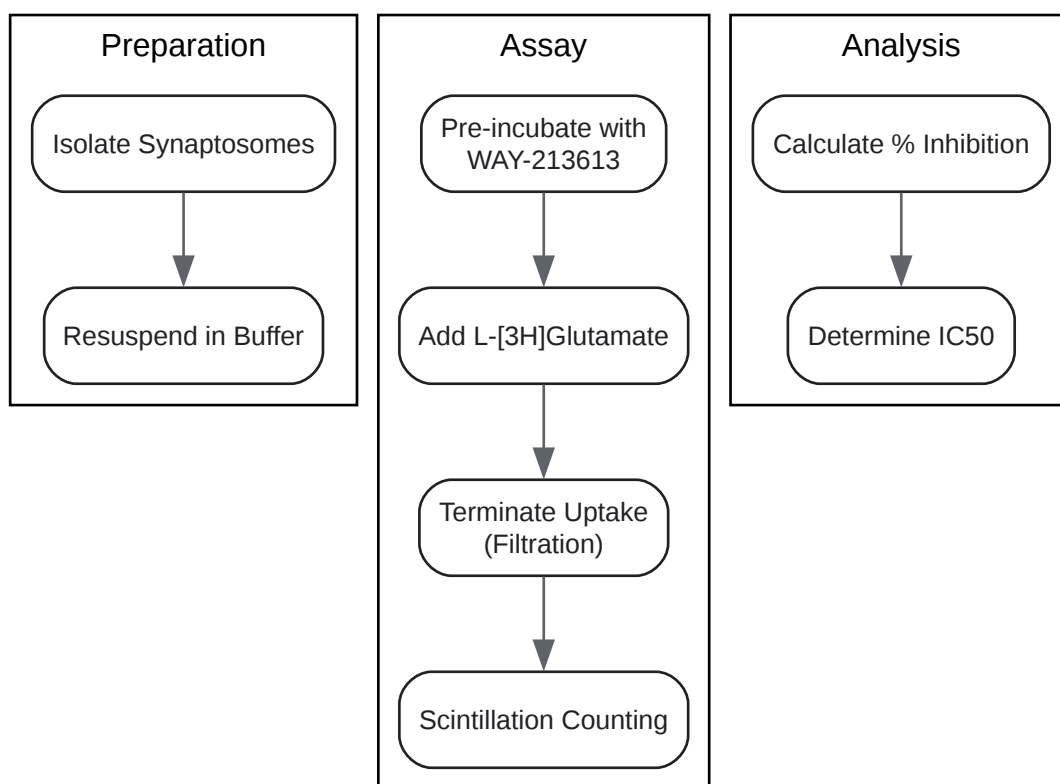 Preparation
Isolate Synaptosomes
Resuspend in Buffer
Assay
Pre-incubate with
WAY-213613
Add L-[3H]Glutamate
Terminate Uptake
(Filtration)
Scintillation Counting
Analysis
Calculate % Inhibition
Determine IC50